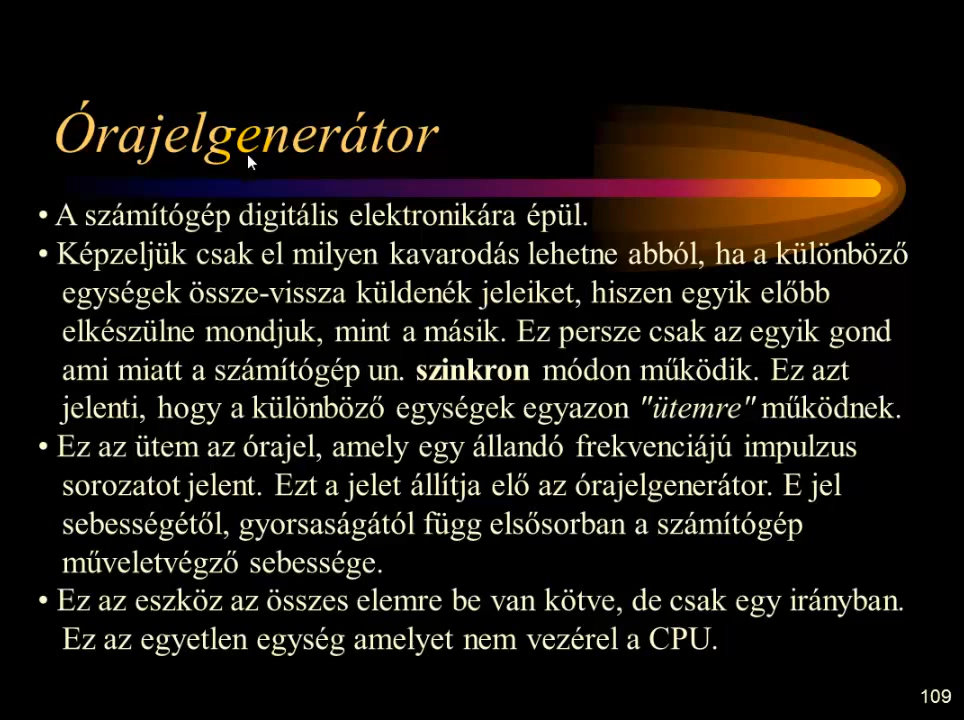 Órajelgenerátor
• A számítógép digitális elektronikára épül.
• Képzeljük csak el milyen kavarodás lehetne abból, ha a különböző
egységek össze-vissza küldenék jeleiket, hiszen egyik előbb
elkészülne mondjuk, mint a másik. Ez persze csak az egyik gond
ami miatt a számítógép un. szinkron módon működik. Ez azt
jelenti, hogy a különböző egységek egyazon "ütemre" működnek.
• Ez az ütem az órajel, amely egy állandó frekvenciájú impulzus
sorozatot jelent. Ezt a jelet állítja elő az órajelgenerátor. E jel
sebességétől, gyorsaságától függ elsősorban a számítógép
műveletvégző sebessége.
• Ez az eszköz az összes elemre be van kötve, de csak egy irányban.
Ez az egyetlen egység amelyet nem vezérel a CPU.
109